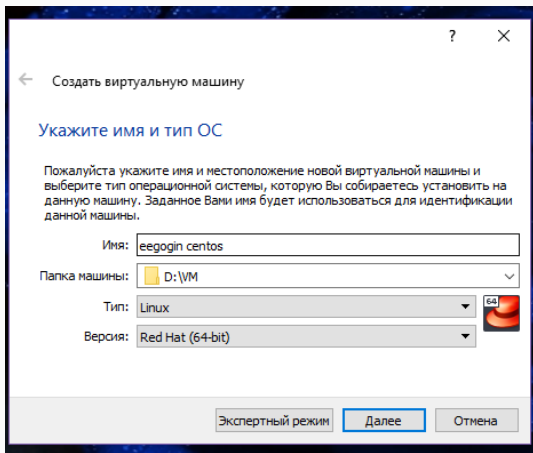 ?
Создать виртуальную машину
Укажите имя и тип ОС
Пожалуйста укажите имя и местоположение новой виртуальной машины и
выберите тип операционной системы, которую Вы собираетесь установить на
данную машину. Заданное Вами имя будет использоваться для идентификации
данной машины.
Имя: eegogin centos
Папка машины: D:\VM
Тип: Linux
64
Версия: Red Hat (64-bit)
Экспертный режим Далее Отмена